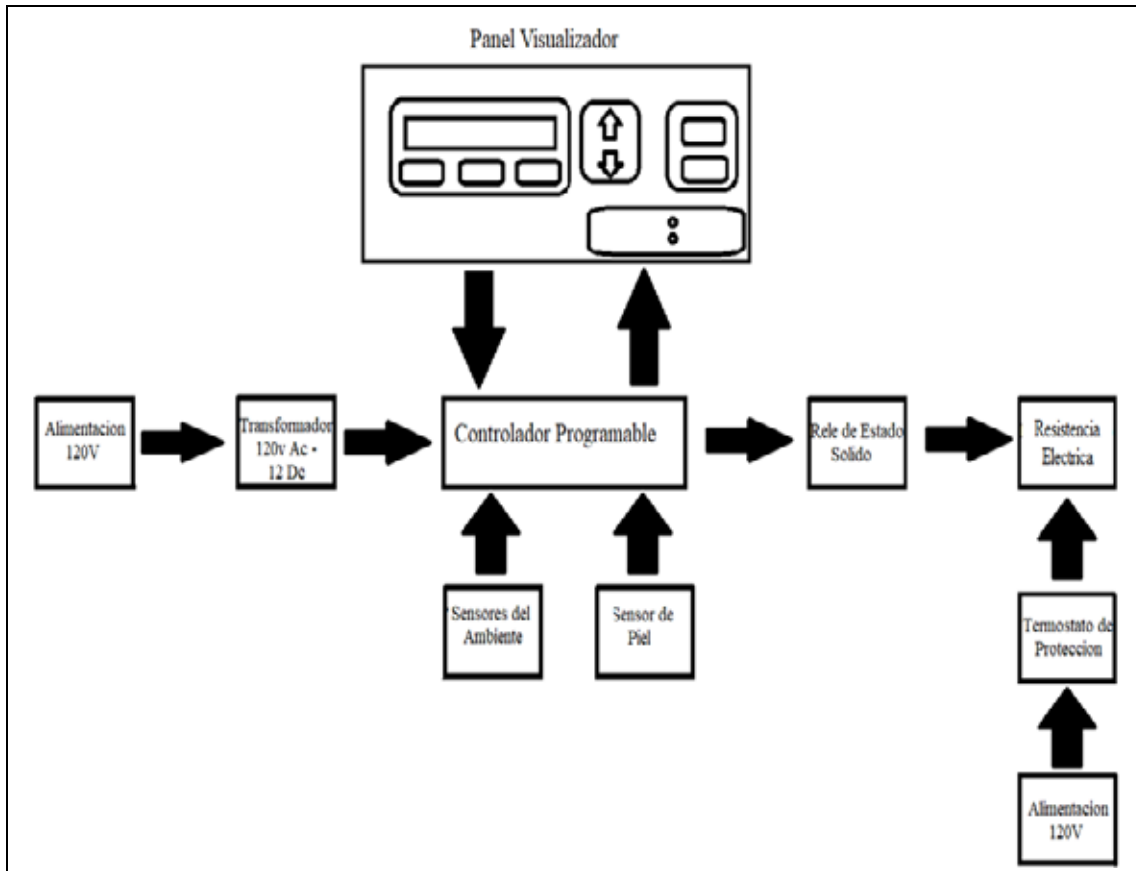 Panel Visualizador
Alimentacion
120V
Transformador
120v Ac -
12 Dc
Controlador Programable
Rele de Estado
Solido
Resistencia
Electrica
Sensores del
Ambiente
Sensor de
Piel
Termostato de
Proteccion
Alimentacion
120V